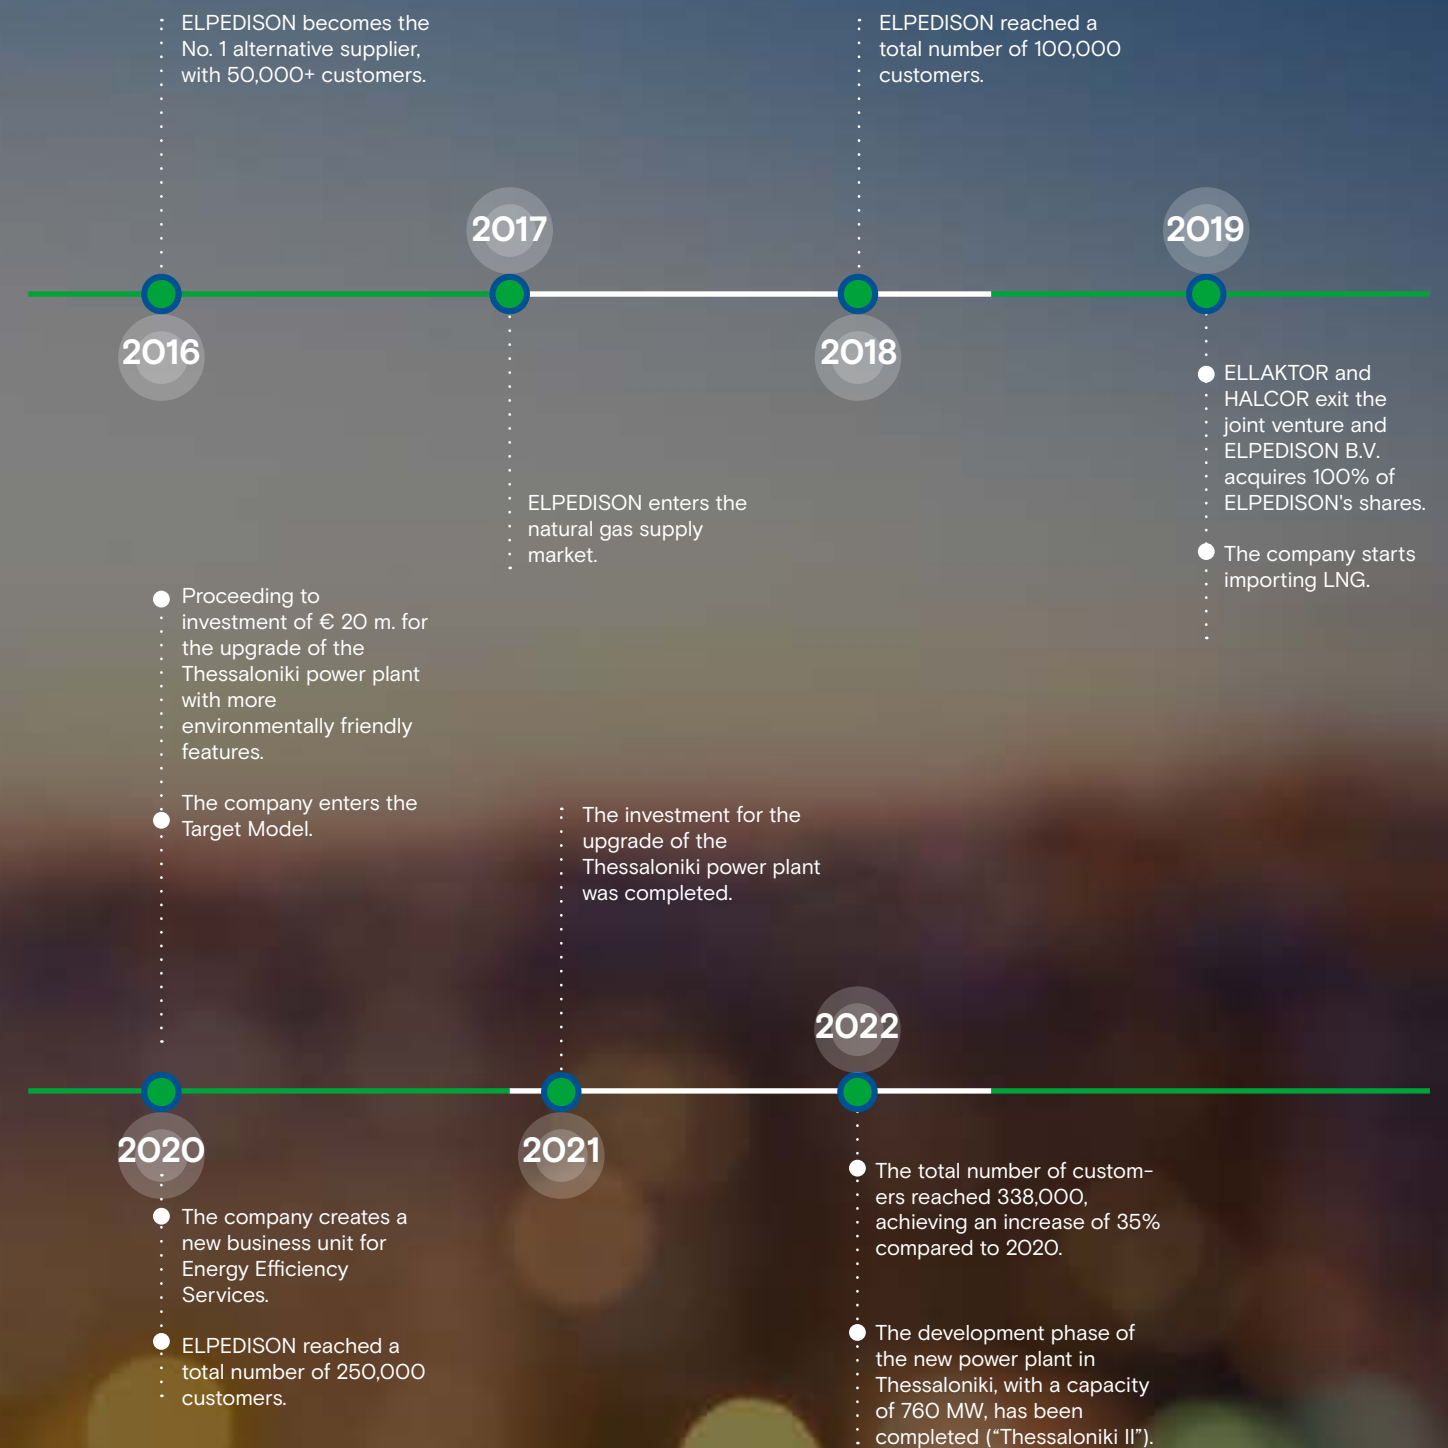 ELPEDISON becomes the
No. 1 alternative supplier,
with 50,000+ customers.
2016
2017
ELPEDISON enters the
natural gas supply
market.
ELPEDISON reached a
total number of 100,000
customers.
2018
2019
ELLAKTOR and
HALCOR exit the
joint venture and
ELPEDISON B.V.
acquires 100% of
ELPEDISON's shares.
The company starts
importing LNG.
Proceeding to
investment of € 20 m. for
the upgrade of the
Thessaloniki power plant
with more
environmentally friendly
features.
The company enters the
Target Model.
2020
The company creates a
new business unit for
Energy Efficiency
Services.
ELPEDISON reached a
total number of 250,000
customers.
The investment for the
upgrade of the
Thessaloniki power plant
was completed.
2021
2022
The total number of custom-
ers reached 338,000,
achieving an increase of 35%
compared to 2020.
The development phase of
the new power plant in
Thessaloniki, with a capacity
of 760 MW, has been
completed (“Thessaloniki II”).